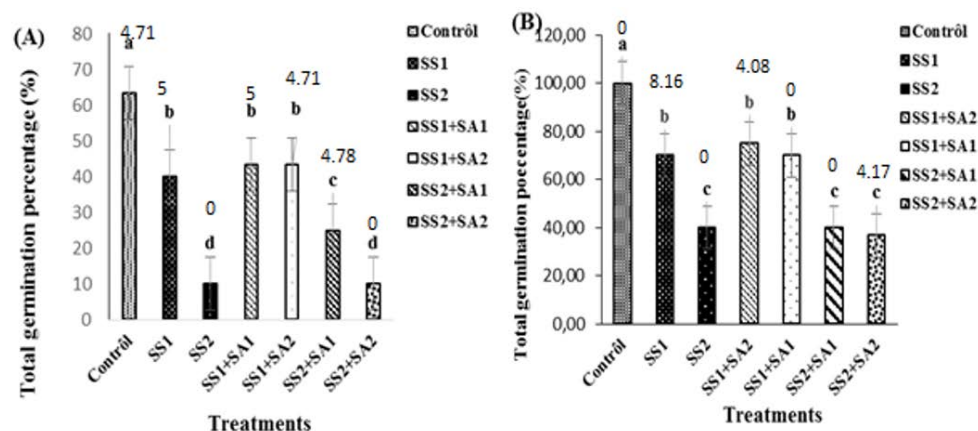 (A)
Total germination percentage (%)
80
70
60
50
40
30
20
10
0
4.71
a
5
b
0
d
5
b
4.71
b
4.78
c
0
d
Contrôl
SS1
SS2
SS1+SA1
SS1+SA2
SS2+SA1
SS2+SA2
Treatments
Contrôl
SS1
SS2
SS1+SA1
SS1+SA2
SS2+SA1
SS2+SA2
(B)
Total germination poecentage(%)
120,00
100,00
80,00
60,00
40,00
20,00
0,00
0
a
8.16
b
0
c
4.08
b
0
b
0
c
4.17
c
Contrôl
SS1
SS2
SS1+SA2
SS1+SA1
SS2+SA1
SS2+SA2
Treatments
Contrôl
SS1
SS2
SS1+SA2
SS1+SA1
SS2+SA1
SS2+SA2